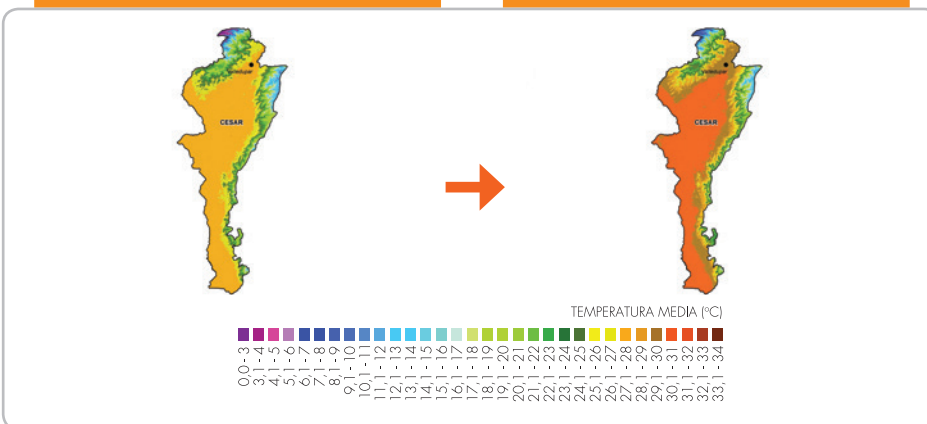 Valledupar
CESAR
Valledupar
CESAR
TEMPERATURA MEDIA (°C)
0,0 - 3
3,1 - 4
4,1 - 5
5,1 - 6
6,1 - 7
7,1 - 8
8,1 - 9
9,1 - 10
10,1 - 11
11,1 - 12
12,1 - 13
13,1 - 14
14,1 - 15
15,1 - 16
16,1 - 17
17,1 - 18
18,1 - 19
19,1 - 20
20,1 - 21
21,1 - 22
22,1 - 23
23,1 - 24
24,1 - 25
25,1 - 26
26,1 - 27
27,1 - 28
28,1 - 29
29,1 - 30
30,1 - 31
31,1 - 32
32,1 - 33
33,1 - 34